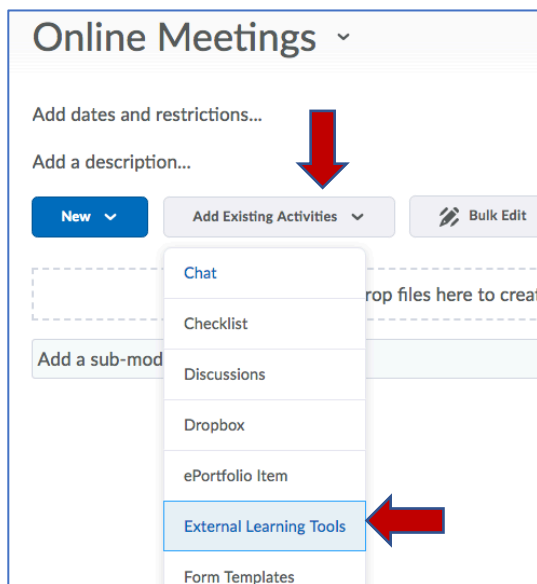 Online Meetings
Add dates and restrictions...
Add a description...
New
Add Existing Activities
Bulk Edit
Chat
rop files here to creat
Checklist
Add a sub-mod
Discussions
Dropbox
ePortfolio Item
External Learning Tools
Form Templates